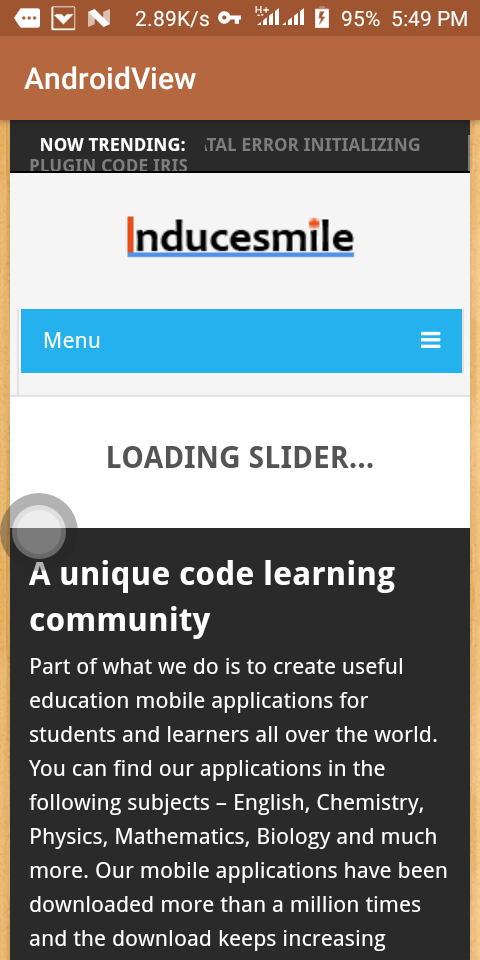 2.89K/s H+ 95% 5:49 PM
AndroidView
NOW TRENDING: TAL ERROR INITIALIZING
PLUGIN CODE IRIS
Inducesmile
Menu
LOADING SLIDER...
A unique code learning
community
Part of what we do is to create useful
education mobile applications for
students and learners all over the world.
You can find our applications in the
following subjects – English, Chemistry,
Physics, Mathematics, Biology and much
more. Our mobile applications have been
downloaded more than a million times
and the download keeps increasing